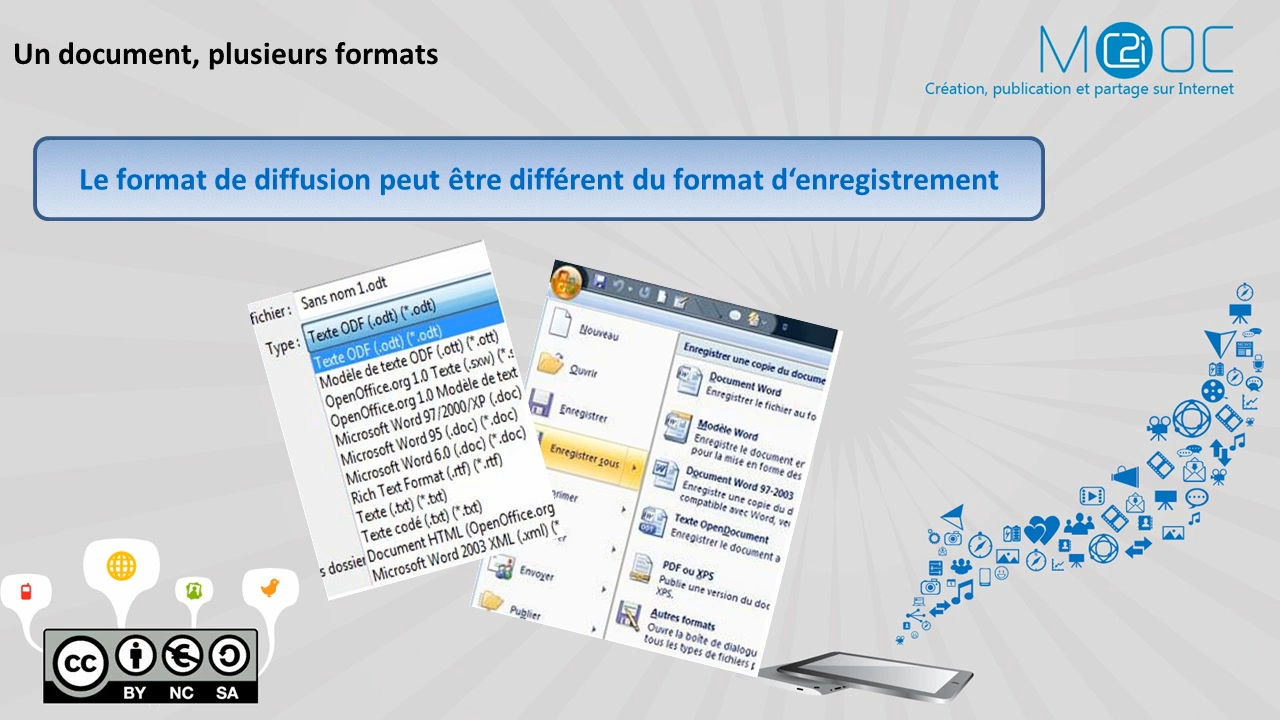 Un document, plusieurs formats
MOOC
C2i
Création, publication et partage sur Internet
Le format de diffusion peut être différent du format d‘enregistrement
fichier : Sans nom 1.odt
Type : Texte ODF (.odt) (*.odt)
Texte ODF (.odt) (*.odt)
Modèle de texte ODF (.ott) (*.ott)
OpenOffice.org 1.0 Texte (.sxw) (*.s
OpenOffice.org 1.0 Modèle de text
Microsoft Word 97/2000/XP (.doc)
Microsoft Word 95 (.doc) (*.doc)
Microsoft Word 6.0 (.doc) (*.doc)
Rich Text Format (.rtf) (*.rtf)
Texte (.txt) (*.txt)
Texte codé (.txt) (*.txt)
Document HTML (OpenOffice.org
s dossier Microsoft Word 2003 XML (.xml) (*
Nouveau
Ouvrir
Enregistrer
Enregistrer sous
primer
Envoyer
Publier
Enregistrer une copie du docume
Document Word
Enregistrer le fichier au fo
Modèle Word
Enregistre le document er
pour la mise en forme des
Document Word 97-2003
Enregistre une copie du d
compatible avec Word, ve
Texte OpenDocument
Enregistrer le document a
PDF ou XPS
Publie une version du doc
XPS.
Autres formats
Ouvre la boîte de dialogu
tous les types de fichiers p
cc
BY NC SA